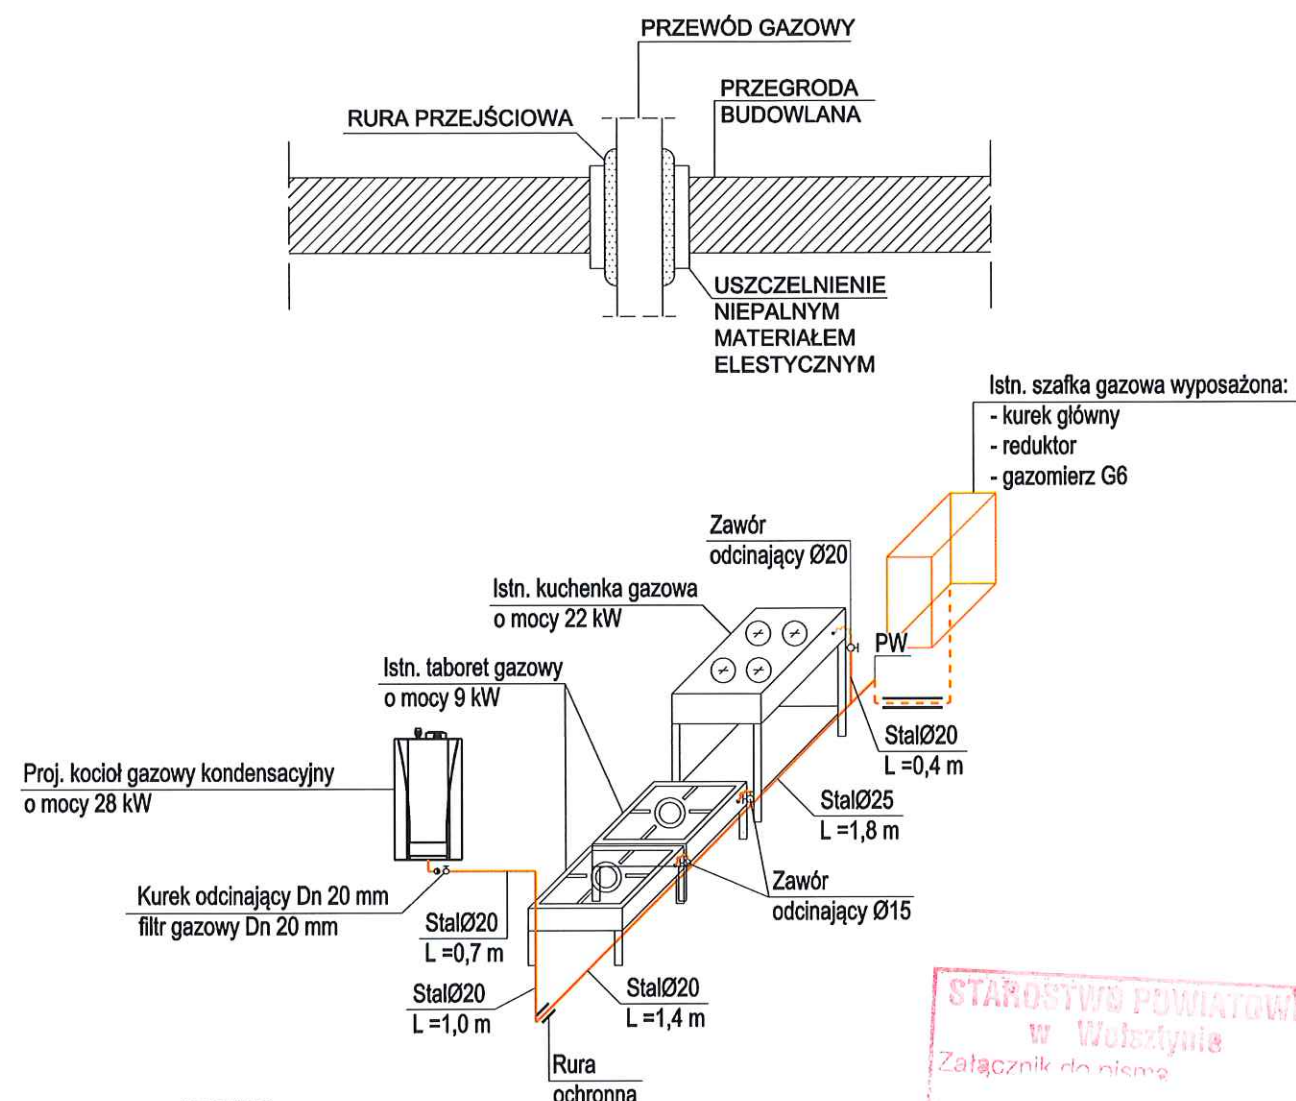 PRZEWÓD GAZOWY
PRZEGRODA
BUDOWLANA
RURA PRZEJŚCIOWA
USZCZELNIENIE
NIEPALNYM
MATERIAŁEM
ELESTYCZNYM
Istn. szafka gazowa wyposażona:
- kurek główny
- reduktor
- gazomierz G6
Zawór
odcinający Ø20
Istn. kuchenka gazowa
o mocy 22 kW
PW
Istn. taboret gazowy
o mocy 9 kW
StalØ20
L =0,4 m
Proj. kocioł gazowy kondensacyjny
o mocy 28 kW
StalØ25
L =1,8 m
Kurek odcinający Dn 20 mm
filtr gazowy Dn 20 mm
Zawór
odcinający Ø15
StalØ20
L =0,7 m
StalØ20
L =1,0 m
StalØ20
L =1,4 m
Rura
ochronna
STAROSTWO POWIATOW
w Wolsztynie
Załącznik do pisma